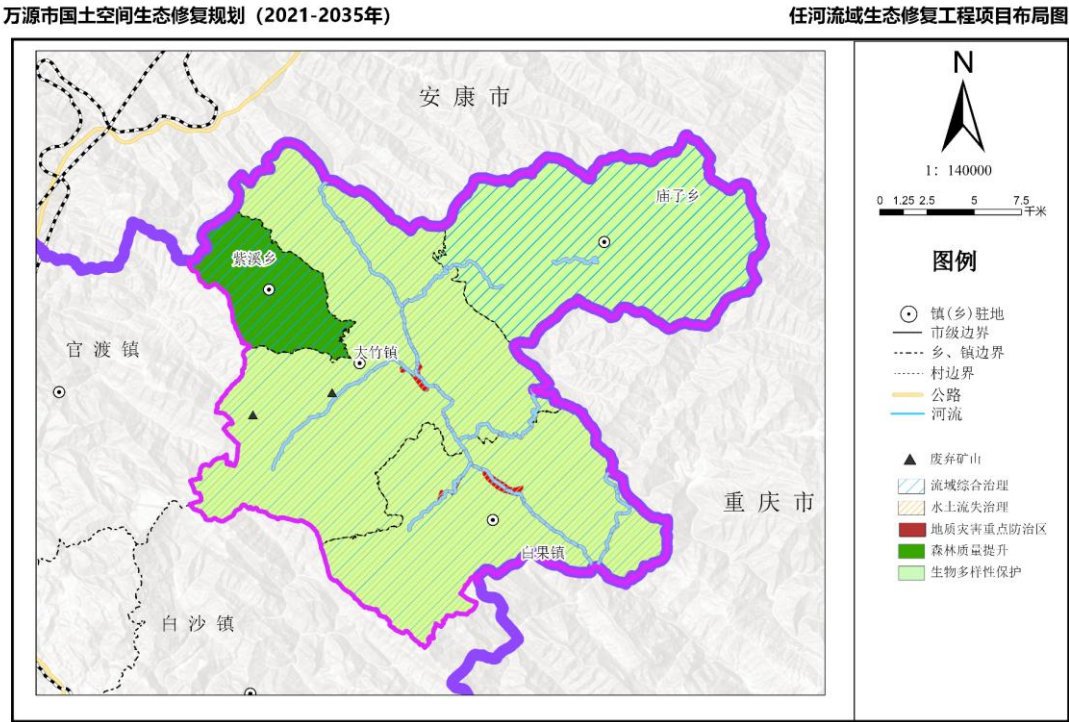 万源市国土空间生态修复规划（2021-2035年）
任河流域生态修复工程项目布局图
安康市
庙子乡
紫溪乡
官渡镇
大竹镇
重庆市
白果镇
白沙镇
N
1：140000
0 1.25 2.5 5 7.5
千米
图例
镇(乡)驻地
市级边界
乡、镇边界
村边界
公路
河流
废弃矿山
流域综合治理
水土流失治理
地质灾害重点防治区
森林质量提升
生物多样性保护